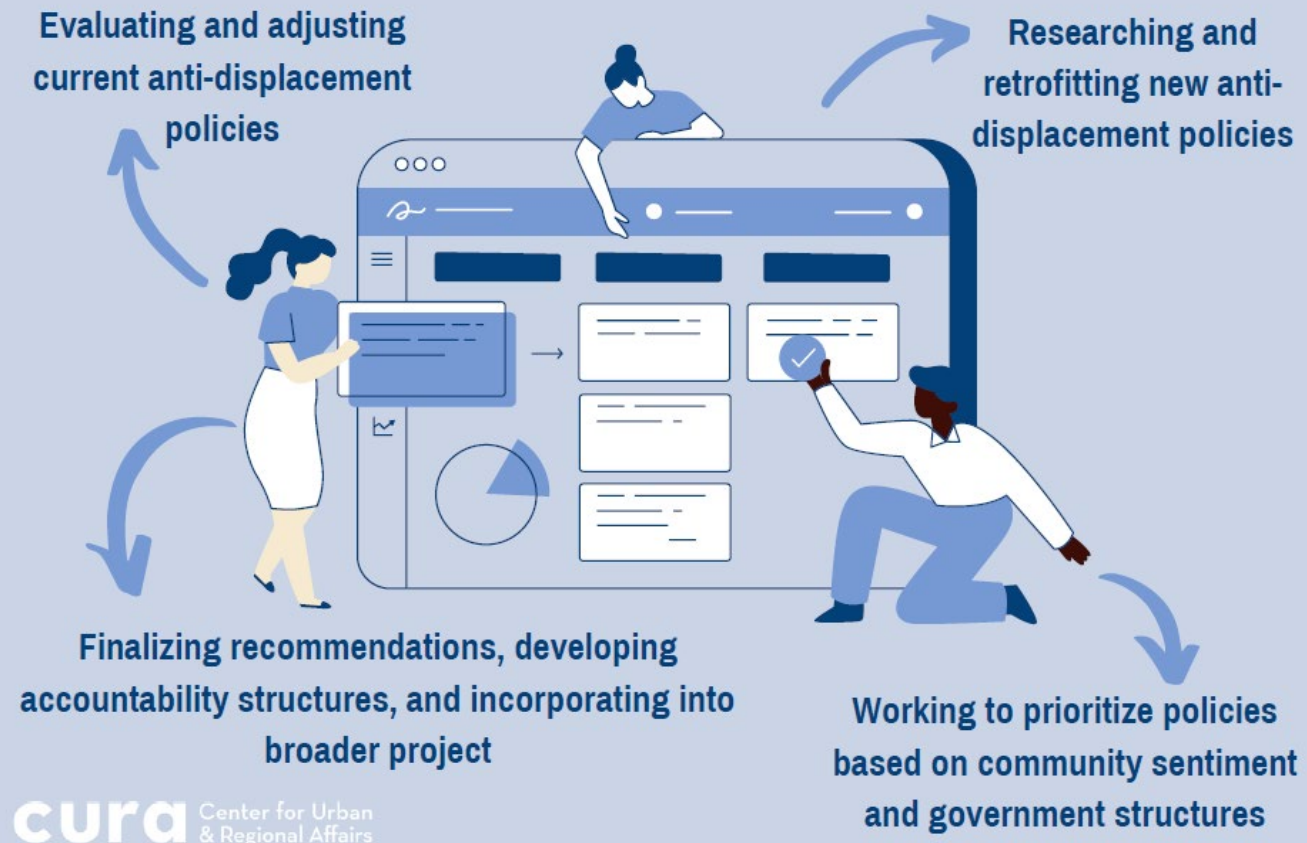 Evaluating and adjusting
current anti-displacement
policies
Researching and
retrofitting new anti-
displacement policies
Finalizing recommendations, developing
accountability structures, and incorporating into
broader project
Working to prioritize policies
based on community sentiment
and government structures
cura Center for Urban
& Regional Affairs